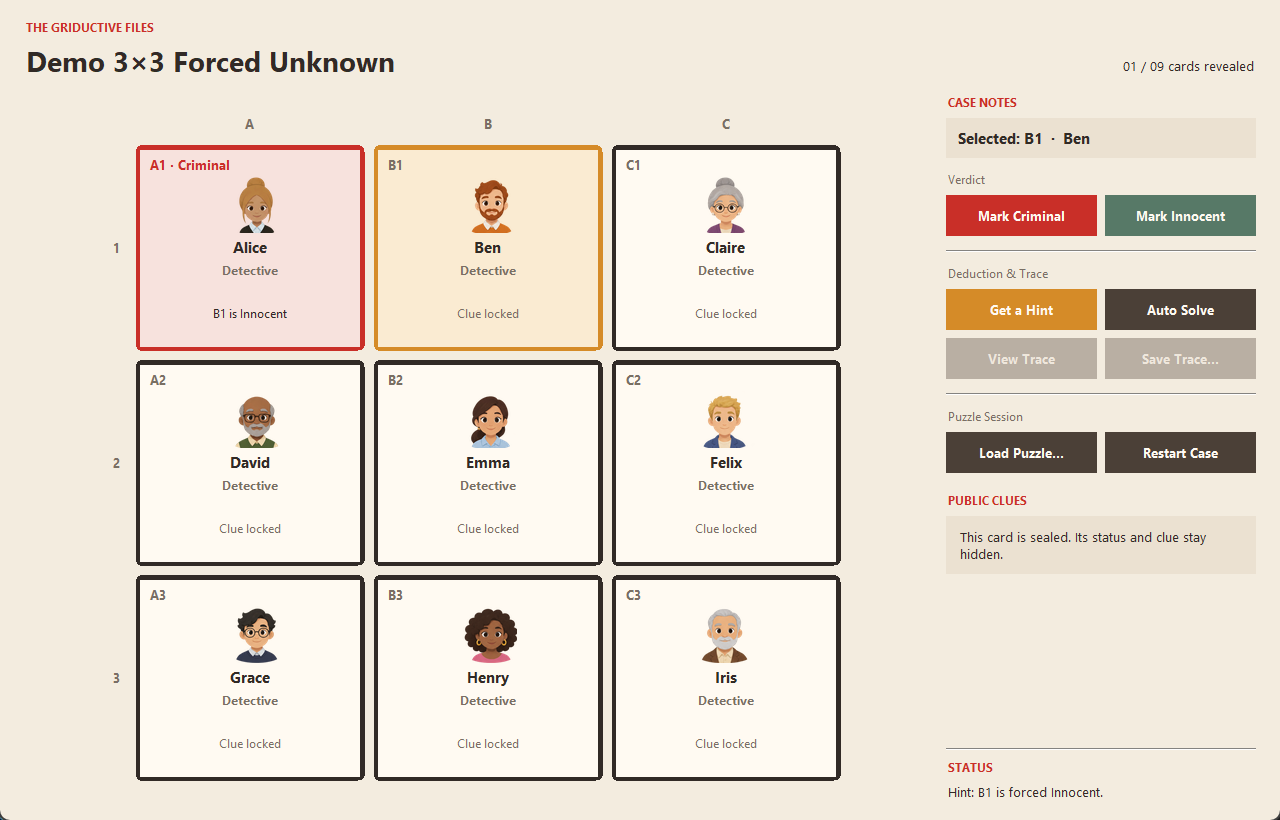 THE GRIDUCTIVE FILES
Demo 3×3 Forced Unknown
01 / 09 cards revealed
A
B
C
1
A1 · Criminal
Alice
Detective
B1 is Innocent
B1
Ben
Detective
Clue locked
C1
Claire
Detective
Clue locked
2
A2
David
Detective
Clue locked
B2
Emma
Detective
Clue locked
C2
Felix
Detective
Clue locked
3
A3
Grace
Detective
Clue locked
B3
Henry
Detective
Clue locked
C3
Iris
Detective
Clue locked
CASE NOTES
Selected: B1 · Ben
Verdict
Mark Criminal
Mark Innocent
Deduction & Trace
Get a Hint
Auto Solve
View Trace
Save Trace...
Puzzle Session
Load Puzzle...
Restart Case
PUBLIC CLUES
This card is sealed. Its status and clue stay
hidden.
STATUS
Hint: B1 is forced Innocent.